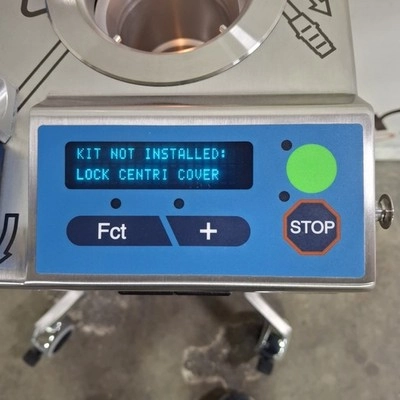 KIT NOT INSTALLED:
LOCK CENTRI COVER
Fct +
STOP